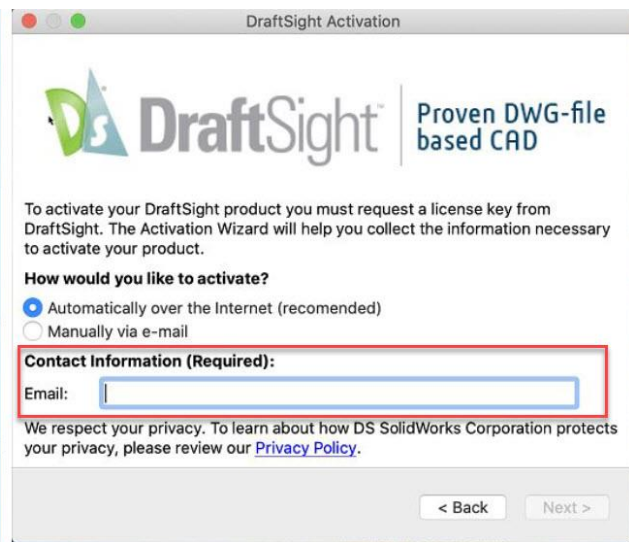 DraftSight Activation
DS DraftSight™ Proven DWG-file
based CAD
To activate your DraftSight product you must request a license key from
DraftSight. The Activation Wizard will help you collect the information necessary
to activate your product.
How would you like to activate?
Automatically over the Internet (recomended)
Manually via e-mail
Contact Information (Required):
Email:
We respect your privacy. To learn about how DS SolidWorks Corporation protects
your privacy, please review our Privacy Policy.
< Back Next >